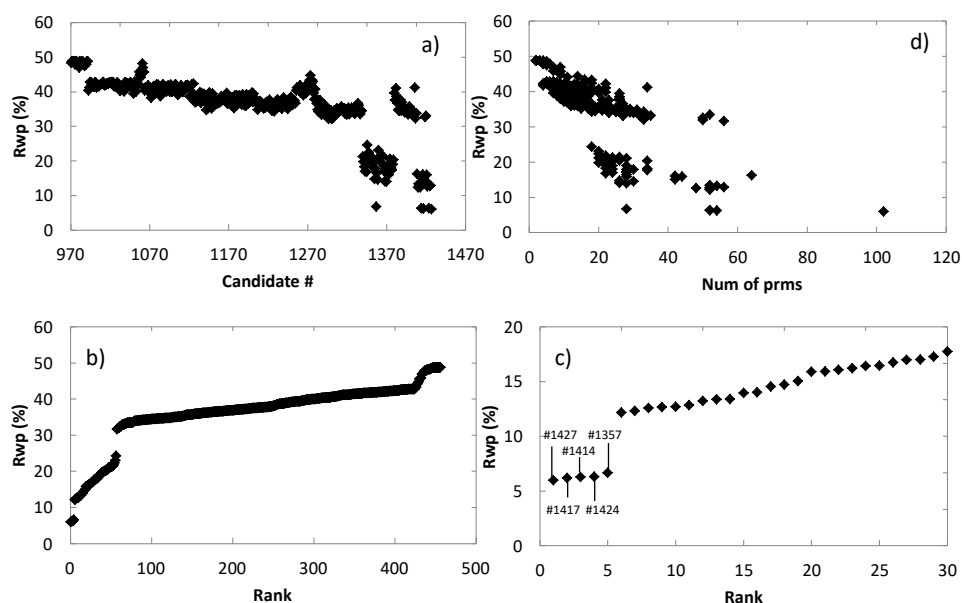 a)
60
50
40
30
20
10
0
Rwp (%)
970 1070 1170 1270 1370 1470
Candidate #
d)
60
50
40
30
20
10
0
Rwp (%)
0 20 40 60 80 100 120
Num of prms
b)
60
50
40
30
20
10
0
Rwp (%)
0 100 200 300 400 500
Rank
c)
20
15
10
5
0
Rwp (%)
#1427 #1357
#1414
#1417 #1424
0 5 10 15 20 25 30
Rank